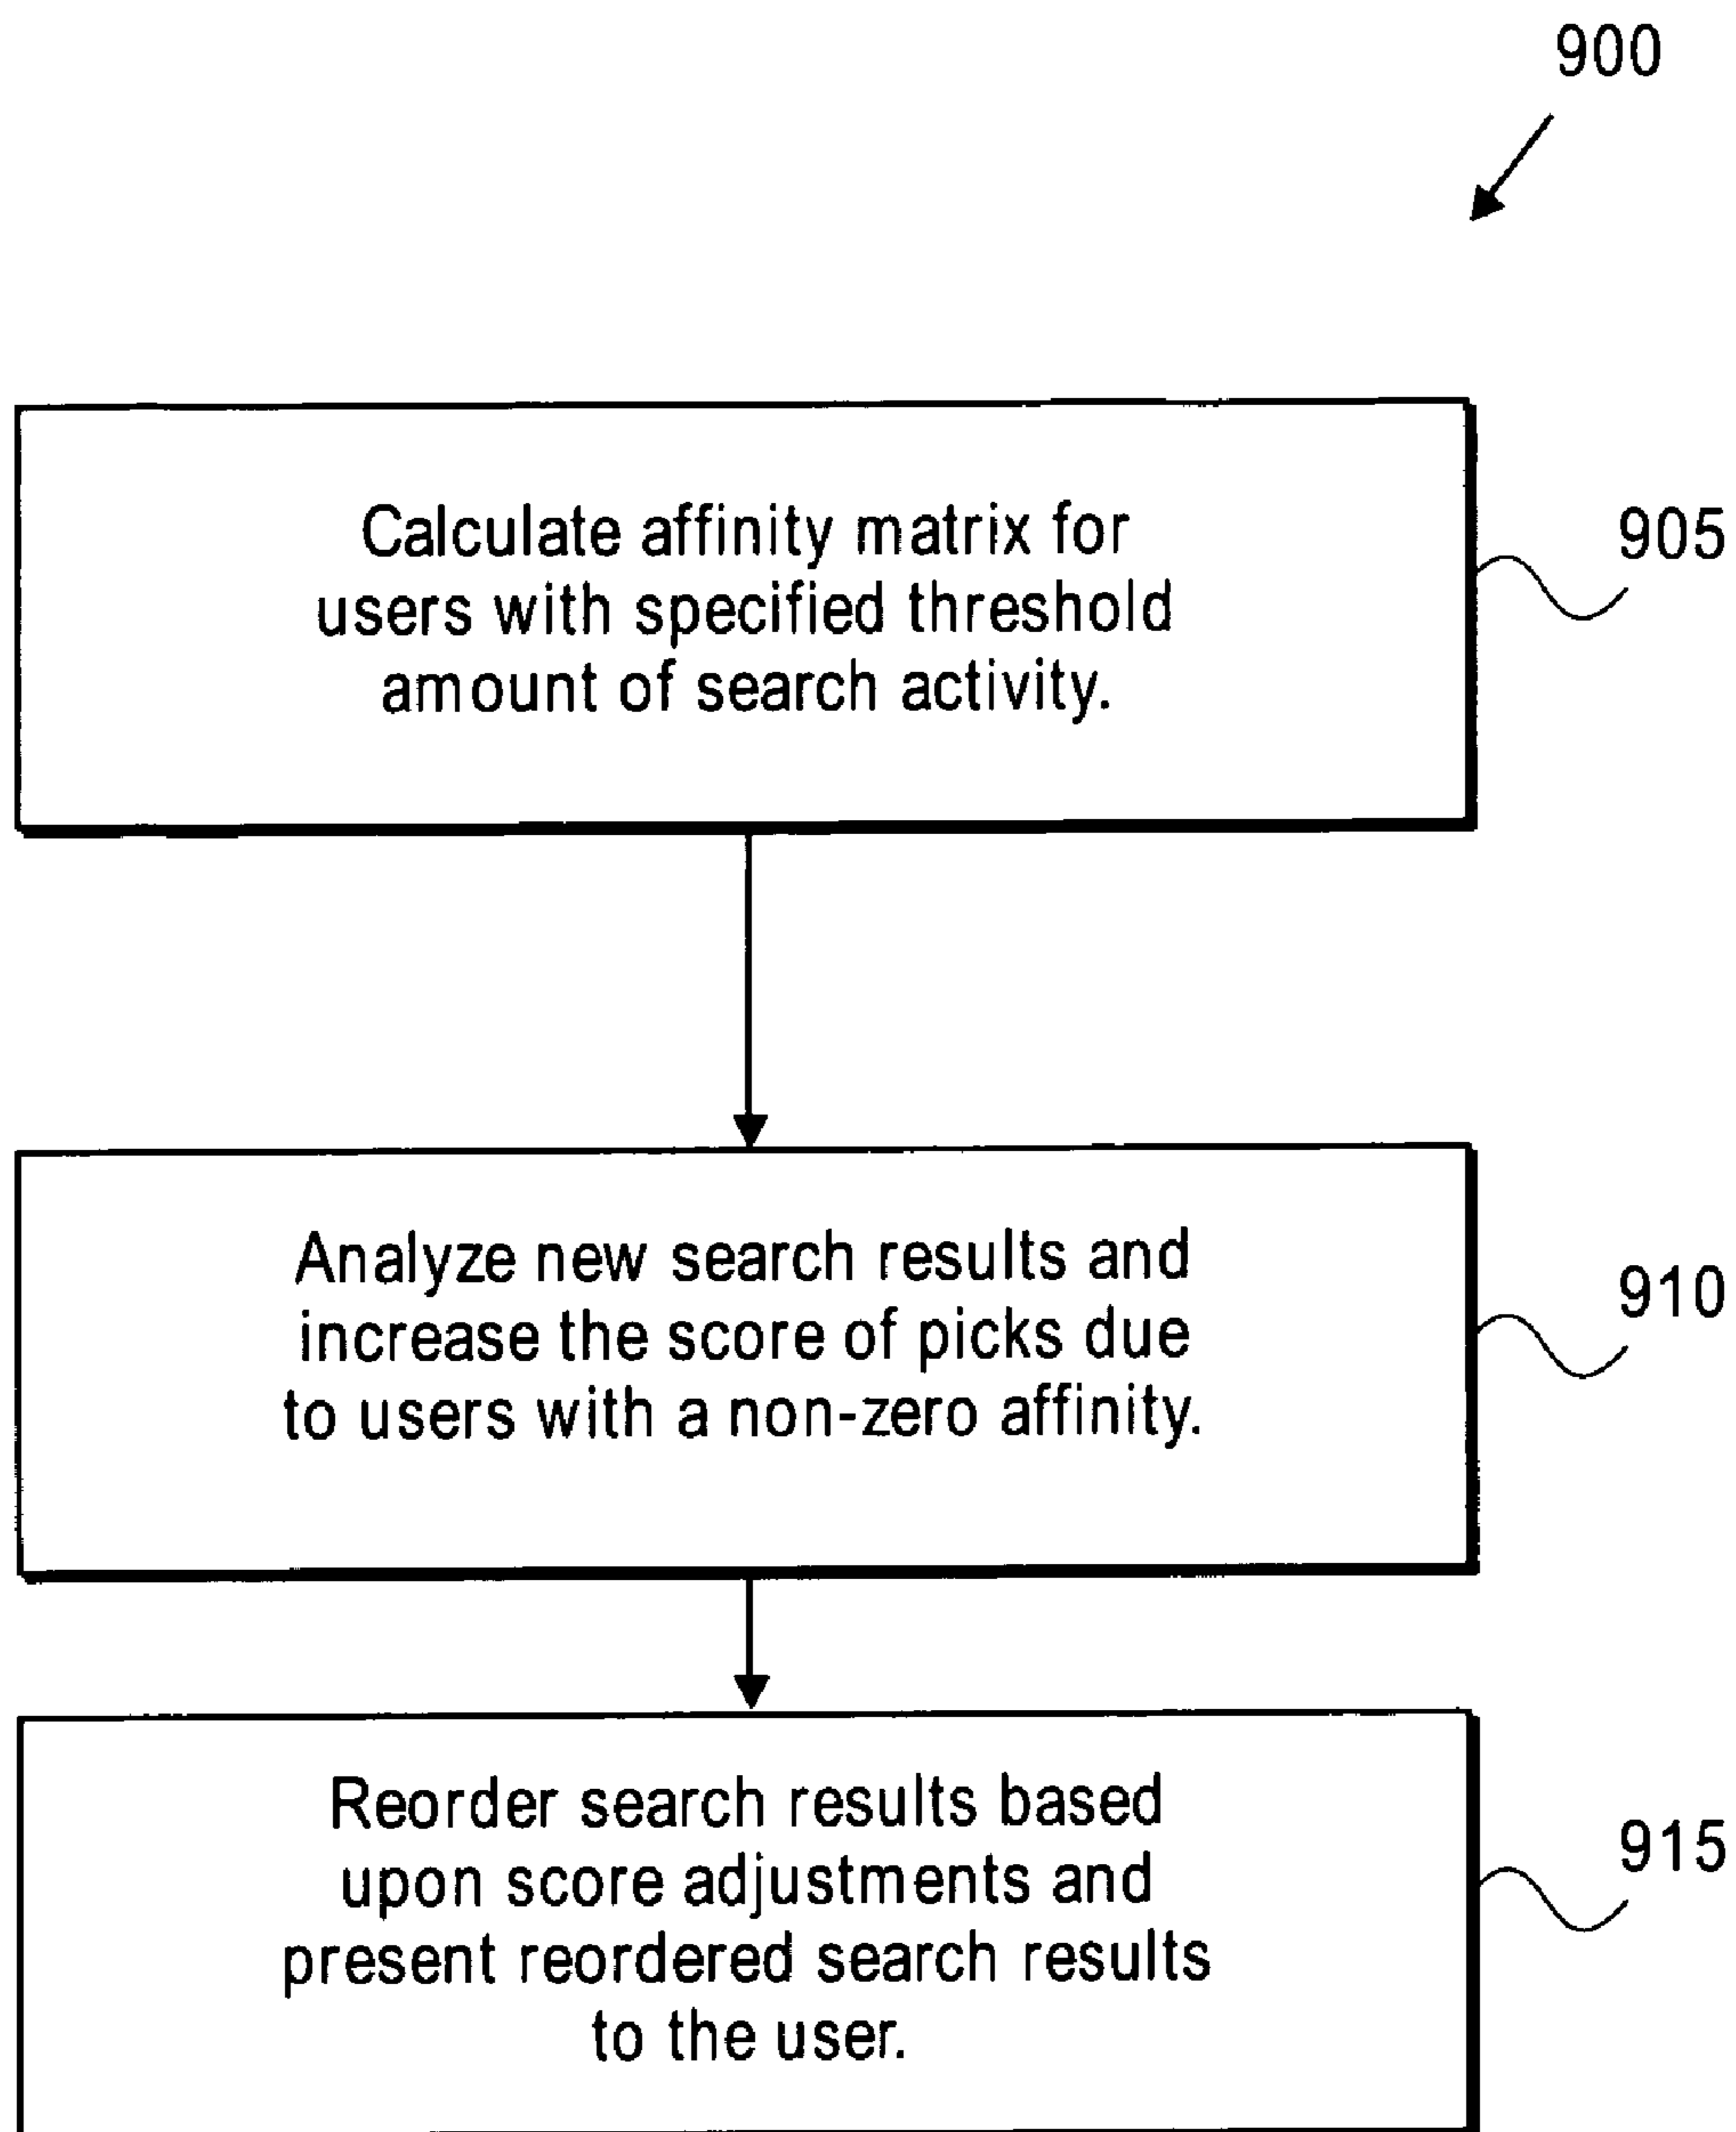 900
Calculate affinity matrix for
users with specified threshold
amount of search activity.
905
Analyze new search results and
increase the score of picks due
to users with a non-zero affinity.
910
Reorder search results based
upon score adjustments and
present reordered search results
to the user.
915